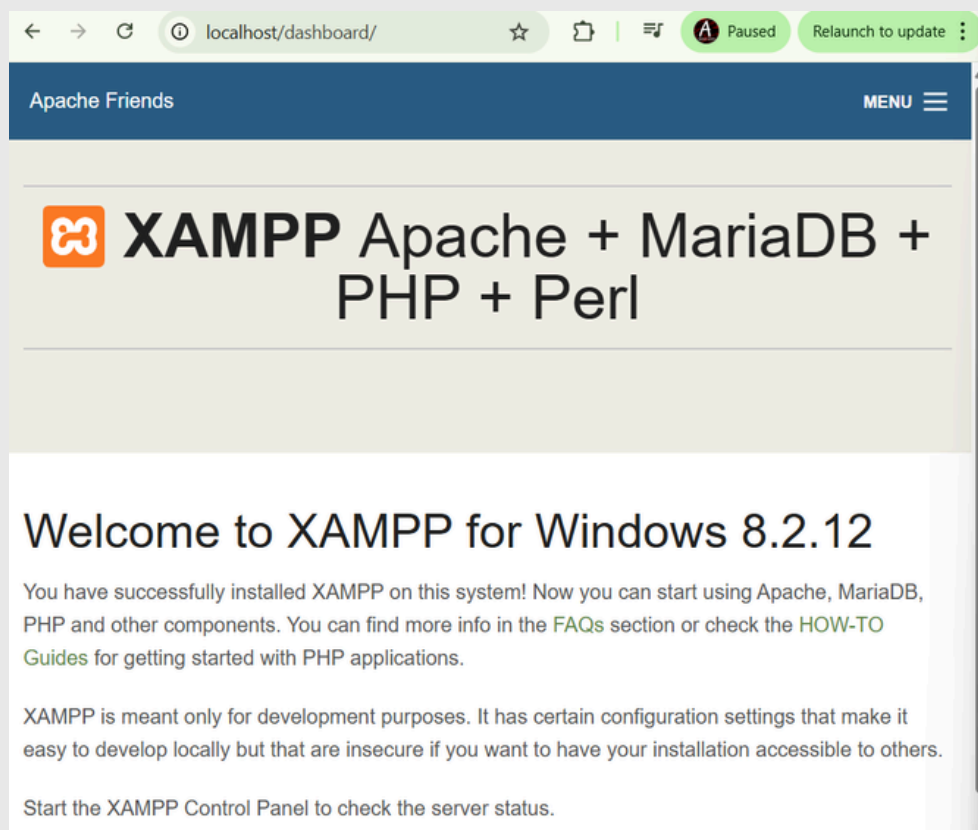 localhost/dashboard/
Paused
Relaunch to update
Apache Friends
MENU
XAMPP Apache + MariaDB +
PHP + Perl
Welcome to XAMPP for Windows 8.2.12
You have successfully installed XAMPP on this system! Now you can start using Apache, MariaDB,
PHP and other components. You can find more info in the FAQs section or check the HOW-TO
Guides for getting started with PHP applications.
XAMPP is meant only for development purposes. It has certain configuration settings that make it
easy to develop locally but that are insecure if you want to have your installation accessible to others.
Start the XAMPP Control Panel to check the server status.